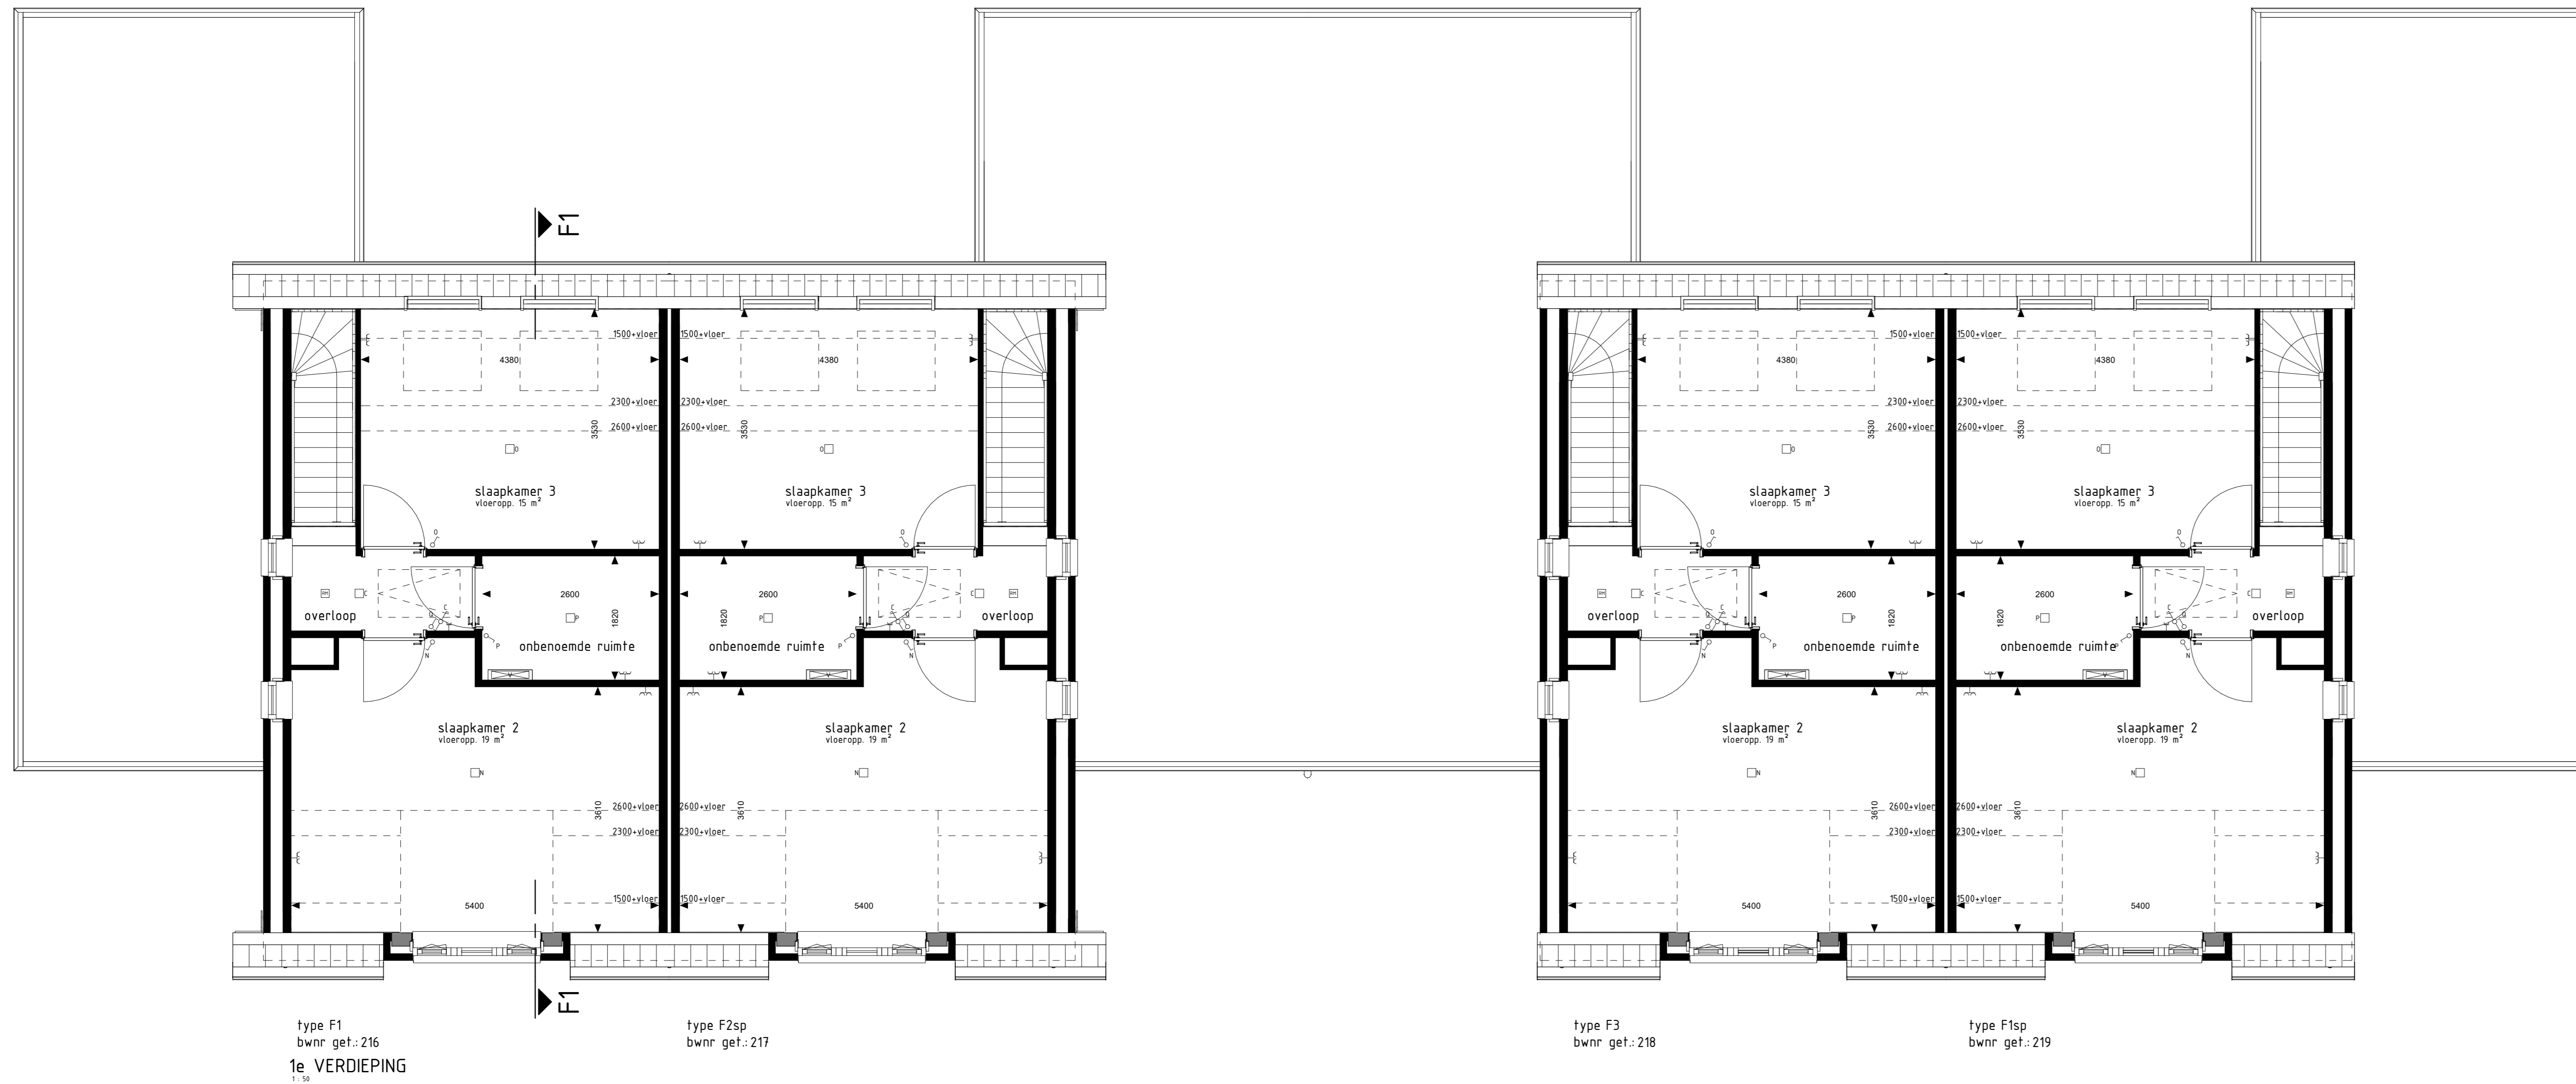 F1
1500+vloer 1500+vloer 1500+vloer 1500+vloer
4380 4380 4380 4380
2300+vloer 2300+vloer 2300+vloer 2300+vloer
2600+vloer 2600+vloer 2600+vloer 2600+vloer
3530 3530 3530 3530
O O O O
slaapkamer 3 slaapkamer 3 slaapkamer 3 slaapkamer 3
vloeropp. 15 m² vloeropp. 15 m² vloeropp. 15 m² vloeropp. 15 m²
O O O O
RM C 2600 2600 C RM RM C 2600 2600 C RM
overloop overloop overloop overloop
P 1820 1820 P P 1820 1820 P
onbenoemde ruimte onbenoemde ruimte onbenoemde ruimte onbenoemde ruimte
N P P N N P P N
slaapkamer 2 slaapkamer 2 slaapkamer 2 slaapkamer 2
vloeropp. 19 m² vloeropp. 19 m² vloeropp. 19 m² vloeropp. 19 m²
N N N N
2600+vloer 2600+vloer 2600+vloer 2600+vloer
3610 3610 3610 3610
2300+vloer 2300+vloer 2300+vloer 2300+vloer
1500+vloer 1500+vloer 1500+vloer 1500+vloer
5400 5400 5400 5400
F1
type F1 type F2sp type F3 type F1sp
bwnr get.: 216 bwnr get.: 217 bwnr get.: 218 bwnr get.: 219
1e VERDIEPING
1 : 50